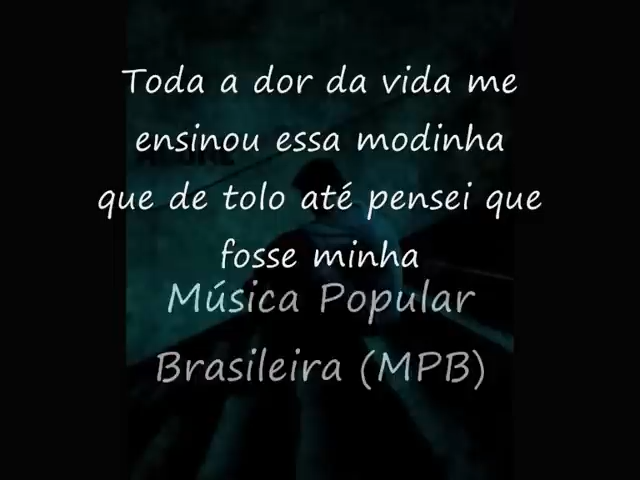 Toda a dor da vida me
ensinou essa modinha
que de tolo até pensei que
fosse minha
Música Popular
Brasileira (MPB)